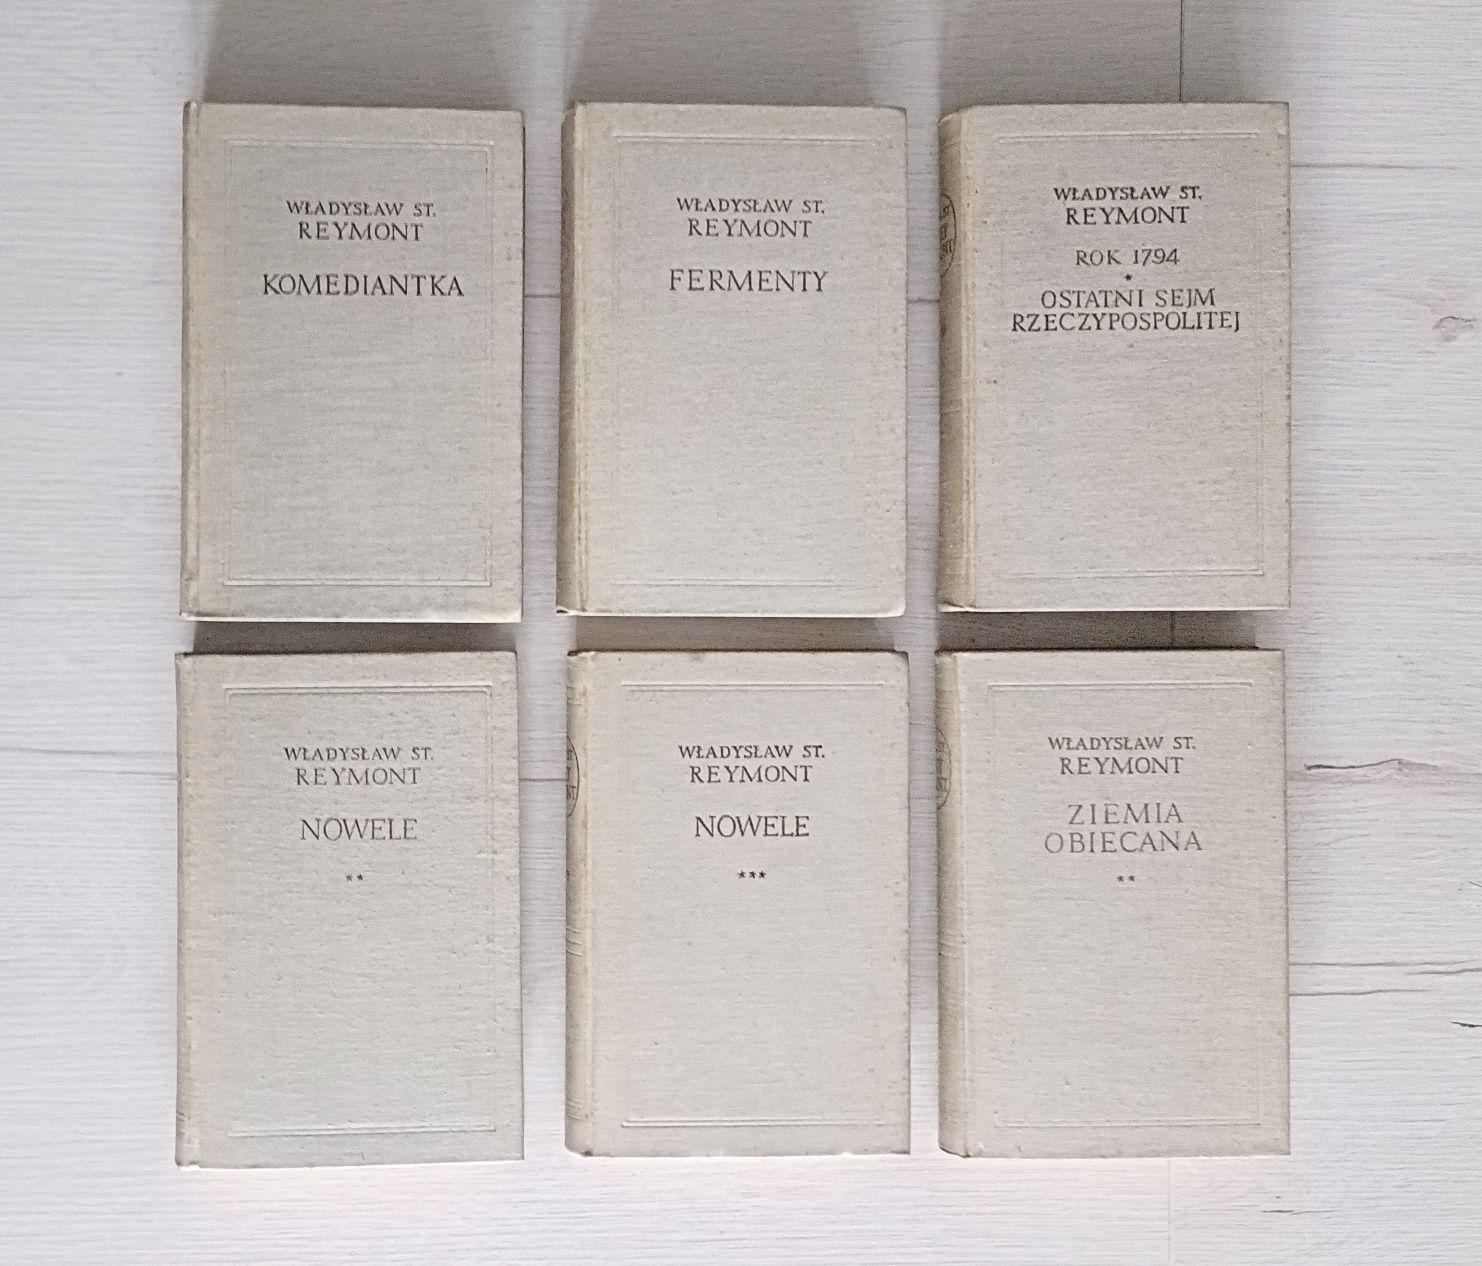 WŁADYSŁAW ST.
REYMONT
KOMEDIANTKA
WŁADYSŁAW ST.
REYMONT
FERMENTY
WŁADYSŁAW ST.
REYMONT
ROK 1794
*
OSTATNI SEJM
RZECZYPOSPOLITEJ
WŁADYSŁAW ST.
REYMONT
NOWELE
**
WŁADYSŁAW ST.
REYMONT
NOWELE
***
WŁADYSŁAW ST.
REYMONT
ZIEMIA
OBIECANA
**